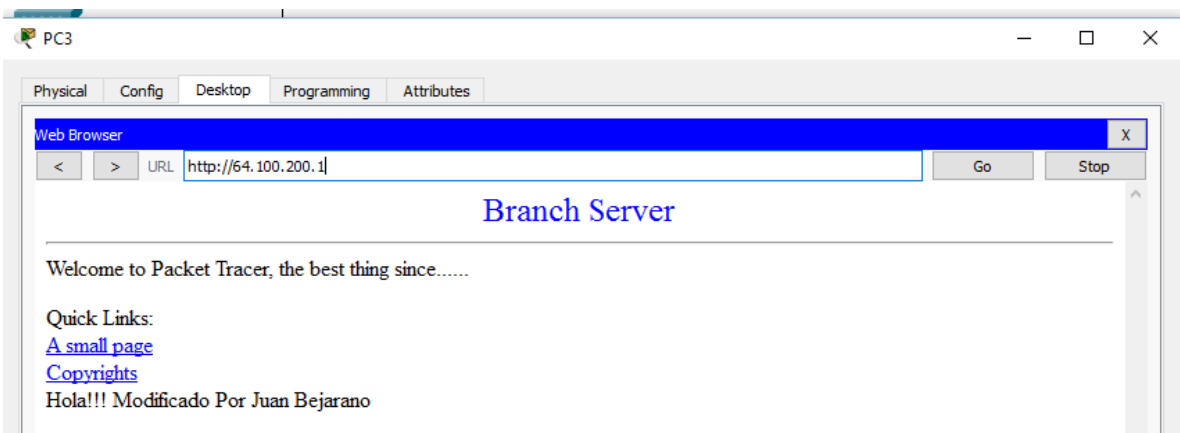 PC3
Physical Config Desktop Programming Attributes
Web Browser X
< > URL http://64.100.200.1 Go Stop
Branch Server
Welcome to Packet Tracer, the best thing since......
Quick Links:
A small page
Copyrights
Hola!!! Modificado Por Juan Bejarano